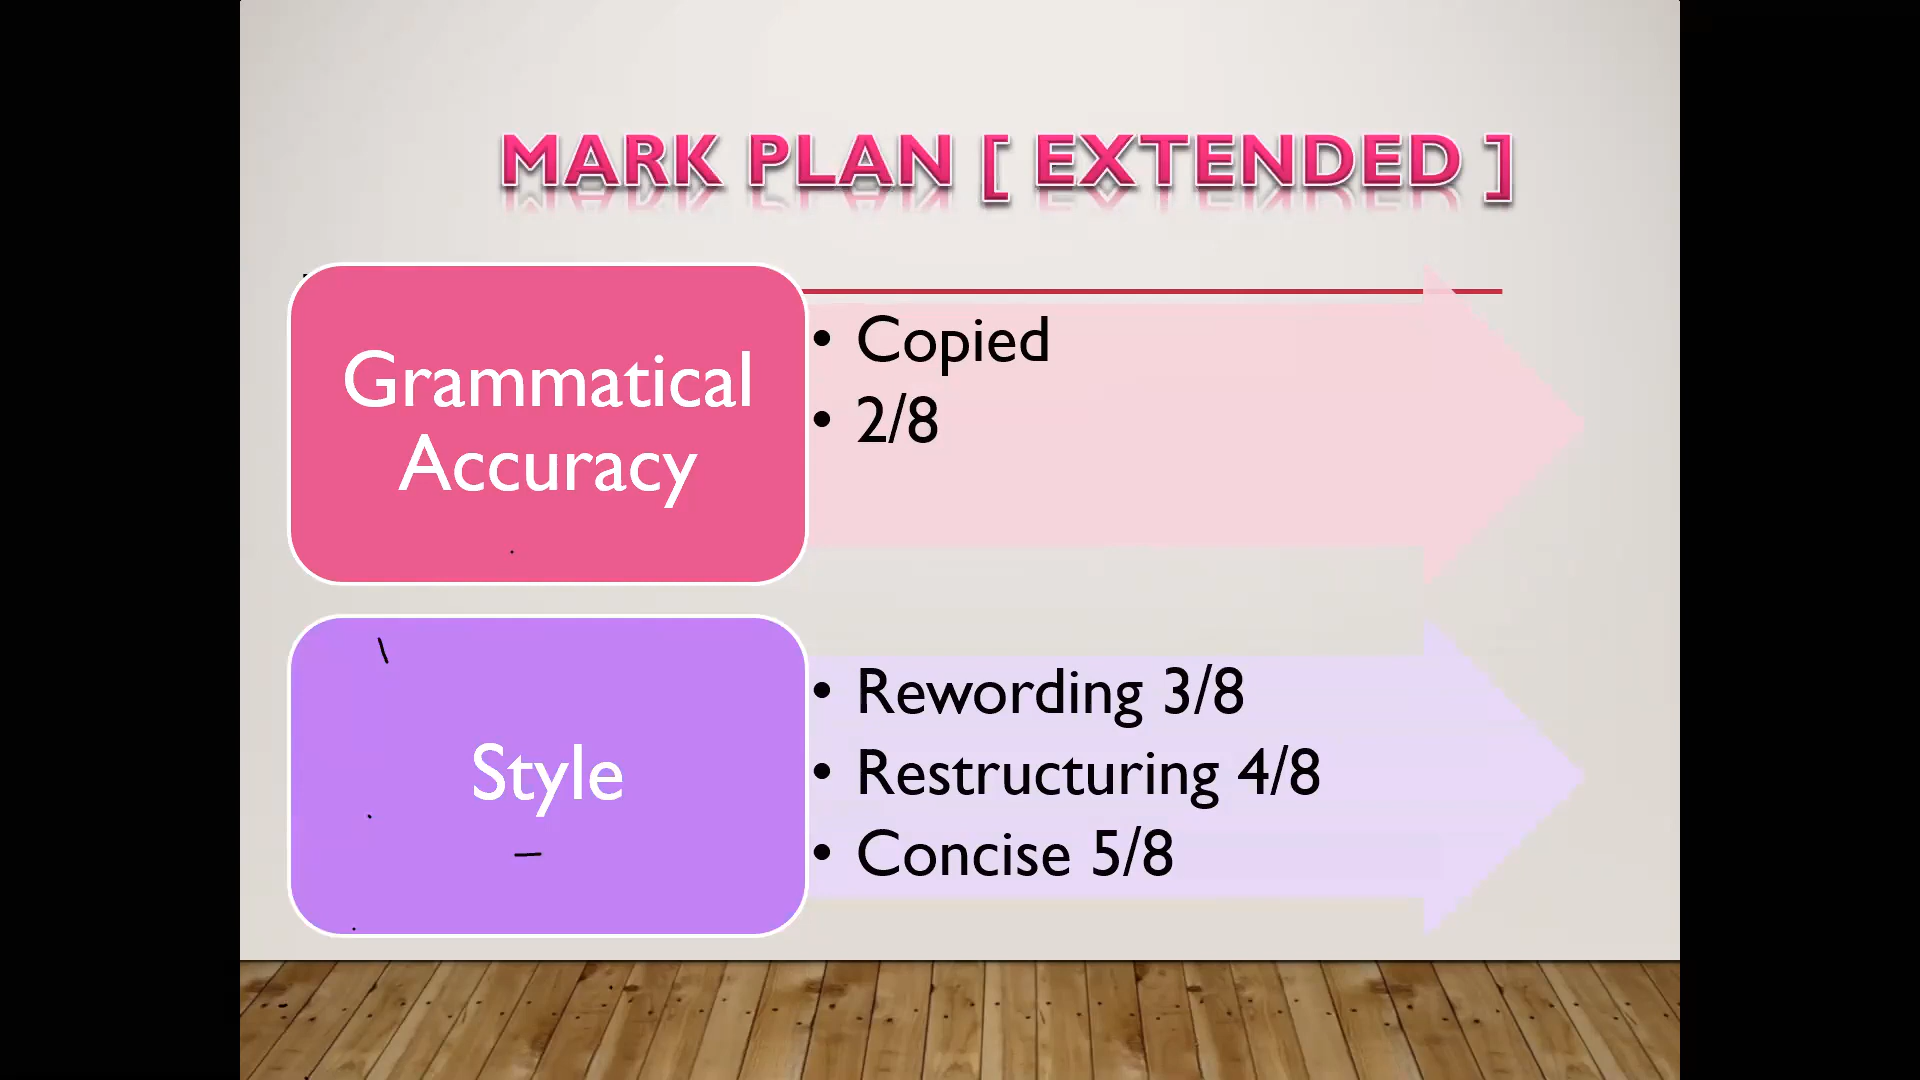 MARK PLAN [ EXTENDED ]
Grammatical
Accuracy
• Copied
• 2/8
Style
• Rewording 3/8
• Restructuring 4/8
• Concise 5/8